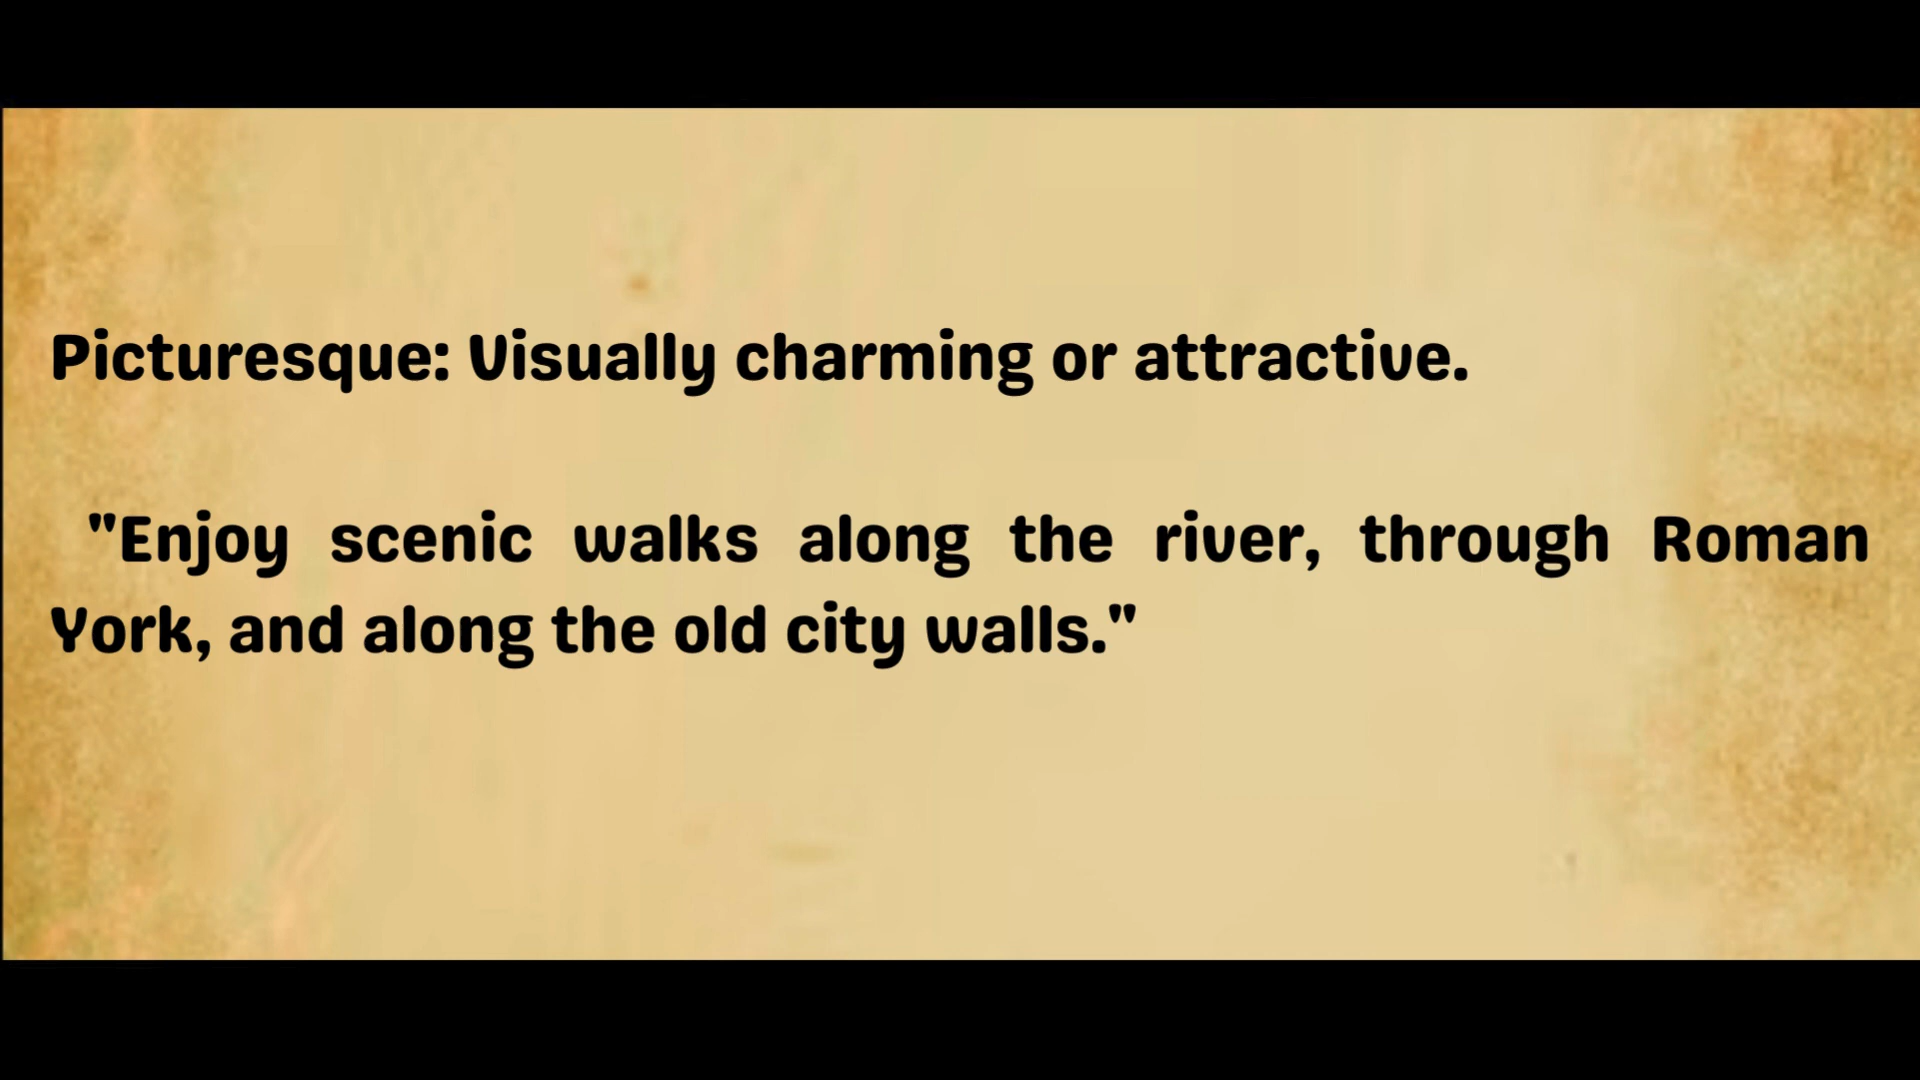 Picturesque: Visually charming or attractive.
"Enjoy scenic walks along the river, through Roman
York, and along the old city walls."